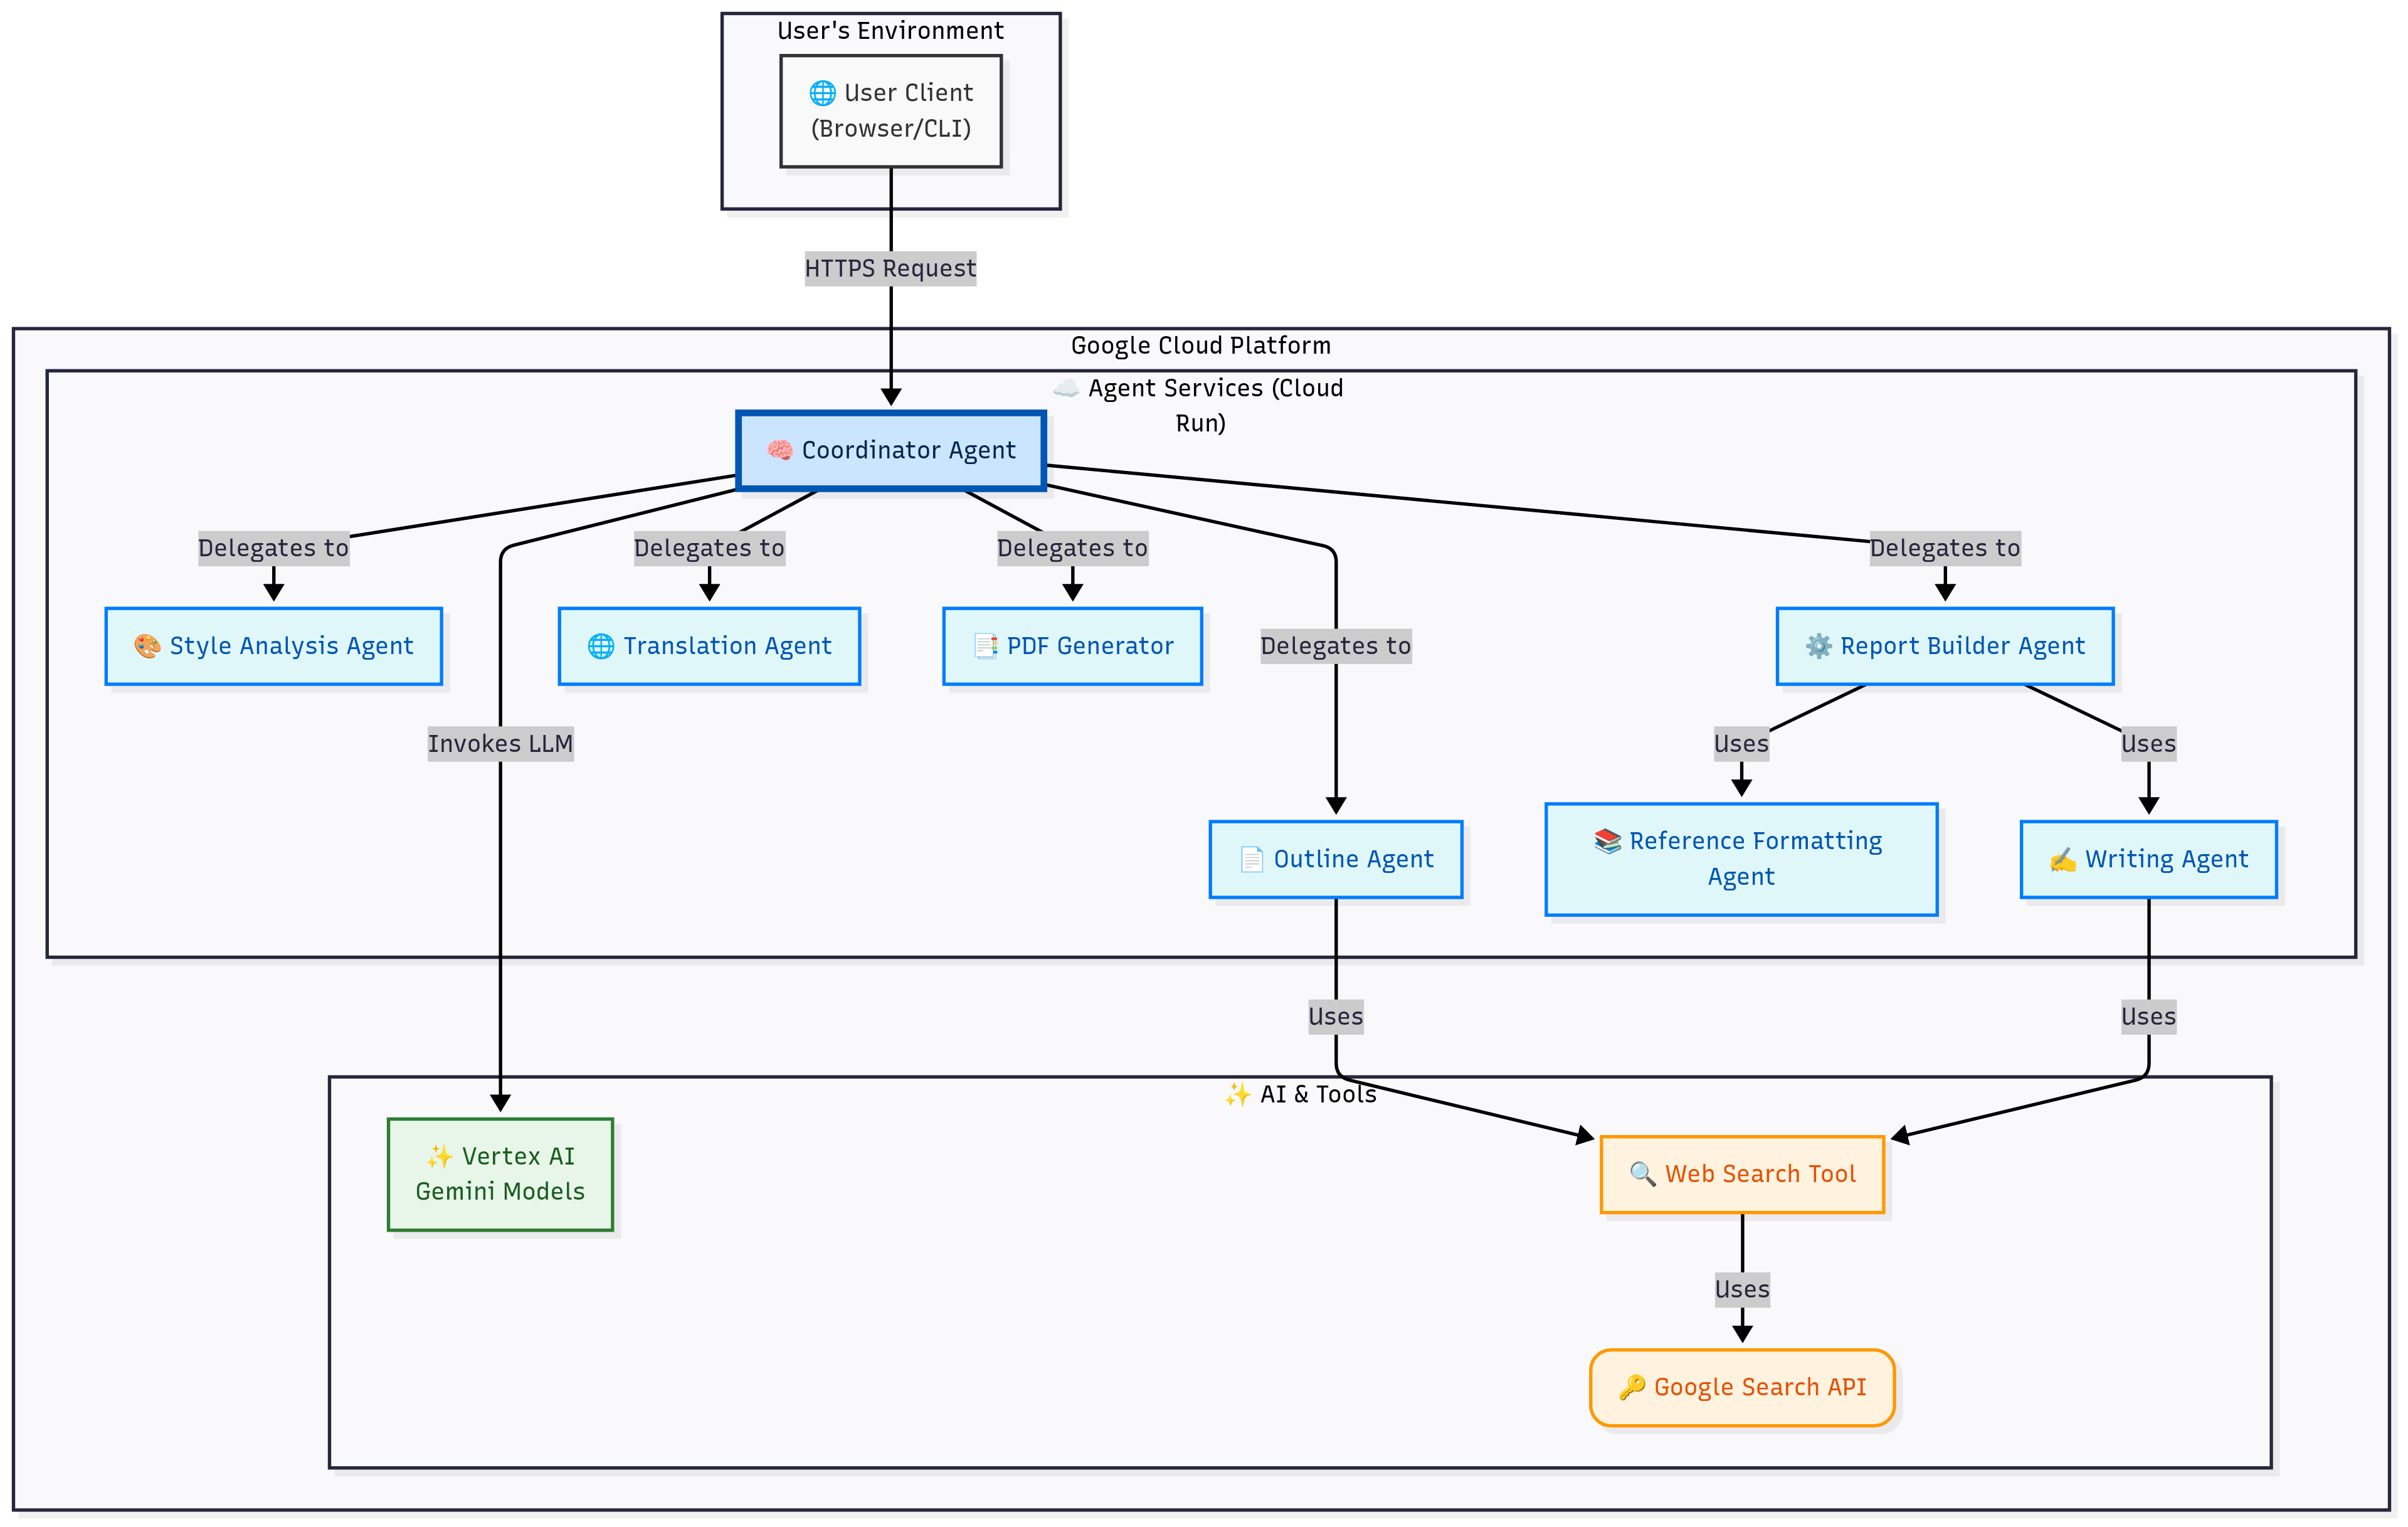 User's Environment
🌐 User Client
(Browser/CLI)
HTTPS Request
Google Cloud Platform
☁️ Agent Services (Cloud
Run)
🧠 Coordinator Agent
Delegates to
Delegates to
Delegates to
Delegates to
🎨 Style Analysis Agent
🌐 Translation Agent
📑 PDF Generator
Delegates to
⚙️ Report Builder Agent
Invokes LLM
Uses
Uses
📄 Outline Agent
📚 Reference Formatting
Agent
✍️ Writing Agent
Uses
Uses
✨ AI & Tools
✨ Vertex AI
Gemini Models
🔍 Web Search Tool
Uses
🔑 Google Search API